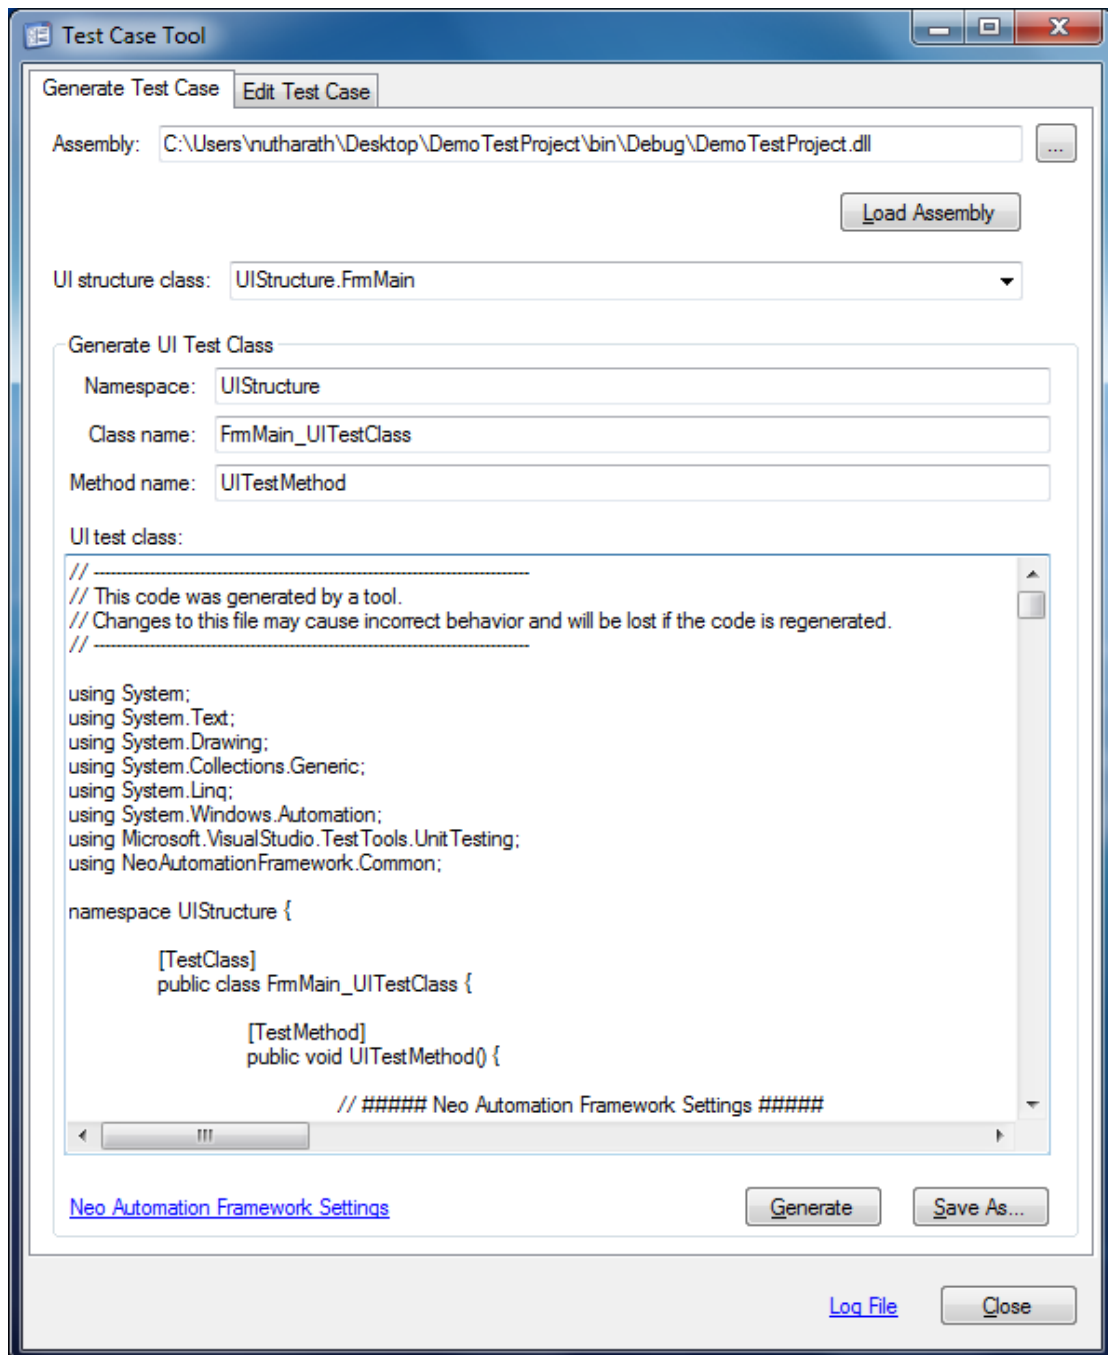 Test Case Tool
Generate Test Case Edit Test Case
Assembly: C:\Users\nutharath\Desktop\DemoTestProject\bin\Debug\DemoTestProject.dll ...
Load Assembly
UI structure class: UIStructure.FrmMain
Generate UI Test Class
Namespace: UIStructure
Class name: FrmMain_UITestClass
Method name: UITestMethod
UI test class:
// ------------------------------------------------------------------------------
// This code was generated by a tool.
// Changes to this file may cause incorrect behavior and will be lost if the code is regenerated.
// ------------------------------------------------------------------------------
using System;
using System.Text;
using System.Drawing;
using System.Collections.Generic;
using System.Linq;
using System.Windows.Automation;
using Microsoft.VisualStudio.TestTools.UnitTesting;
using NeoAutomationFramework.Common;
namespace UIStructure {
[TestClass]
public class FrmMain_UITestClass {
[TestMethod]
public void UITestMethod() {
// ##### Neo Automation Framework Settings #####
Neo Automation Framework Settings Generate Save As...
Log File Close